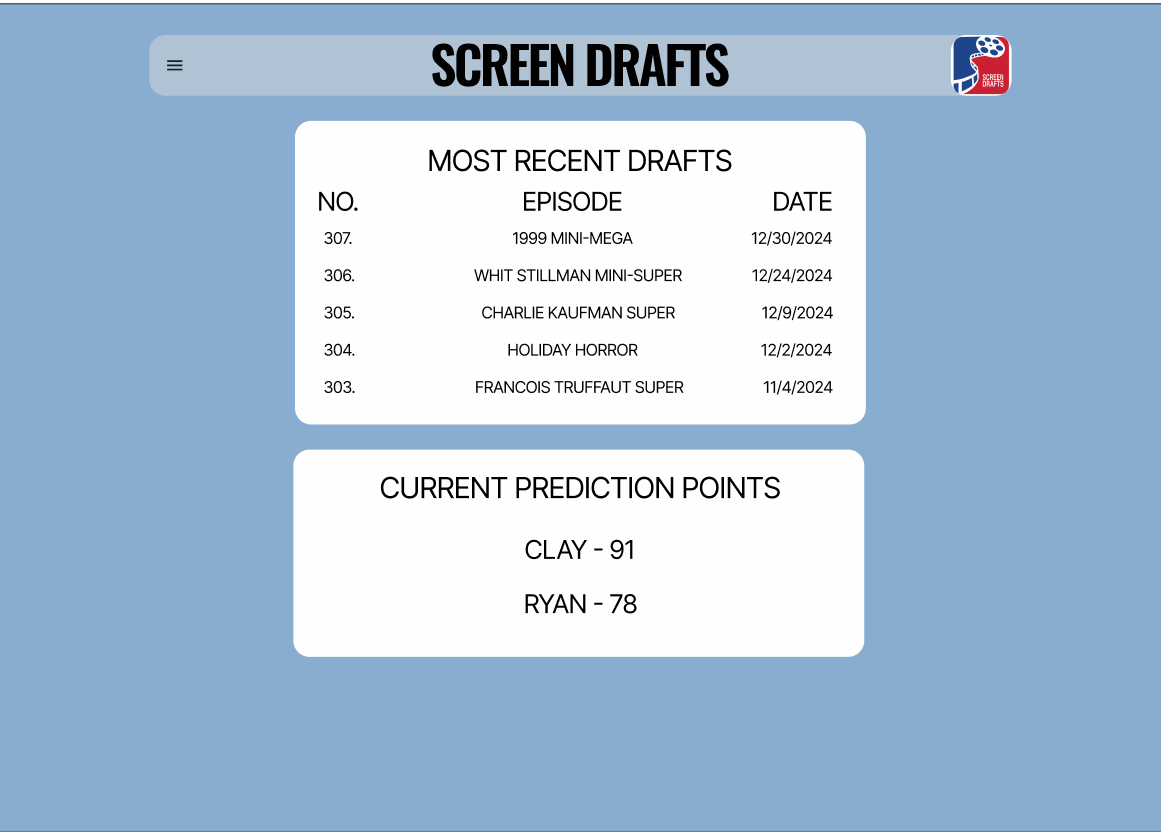 SCREEN DRAFTS
SCREEN
DRAFTS
MOST RECENT DRAFTS
NO. EPISODE DATE
307. 1999 MINI-MEGA 12/30/2024
306. WHIT STILLMAN MINI-SUPER 12/24/2024
305. CHARLIE KAUFMAN SUPER 12/9/2024
304. HOLIDAY HORROR 12/2/2024
303. FRANCOIS TRUFFAUT SUPER 11/4/2024
CURRENT PREDICTION POINTS
CLAY - 91
RYAN - 78